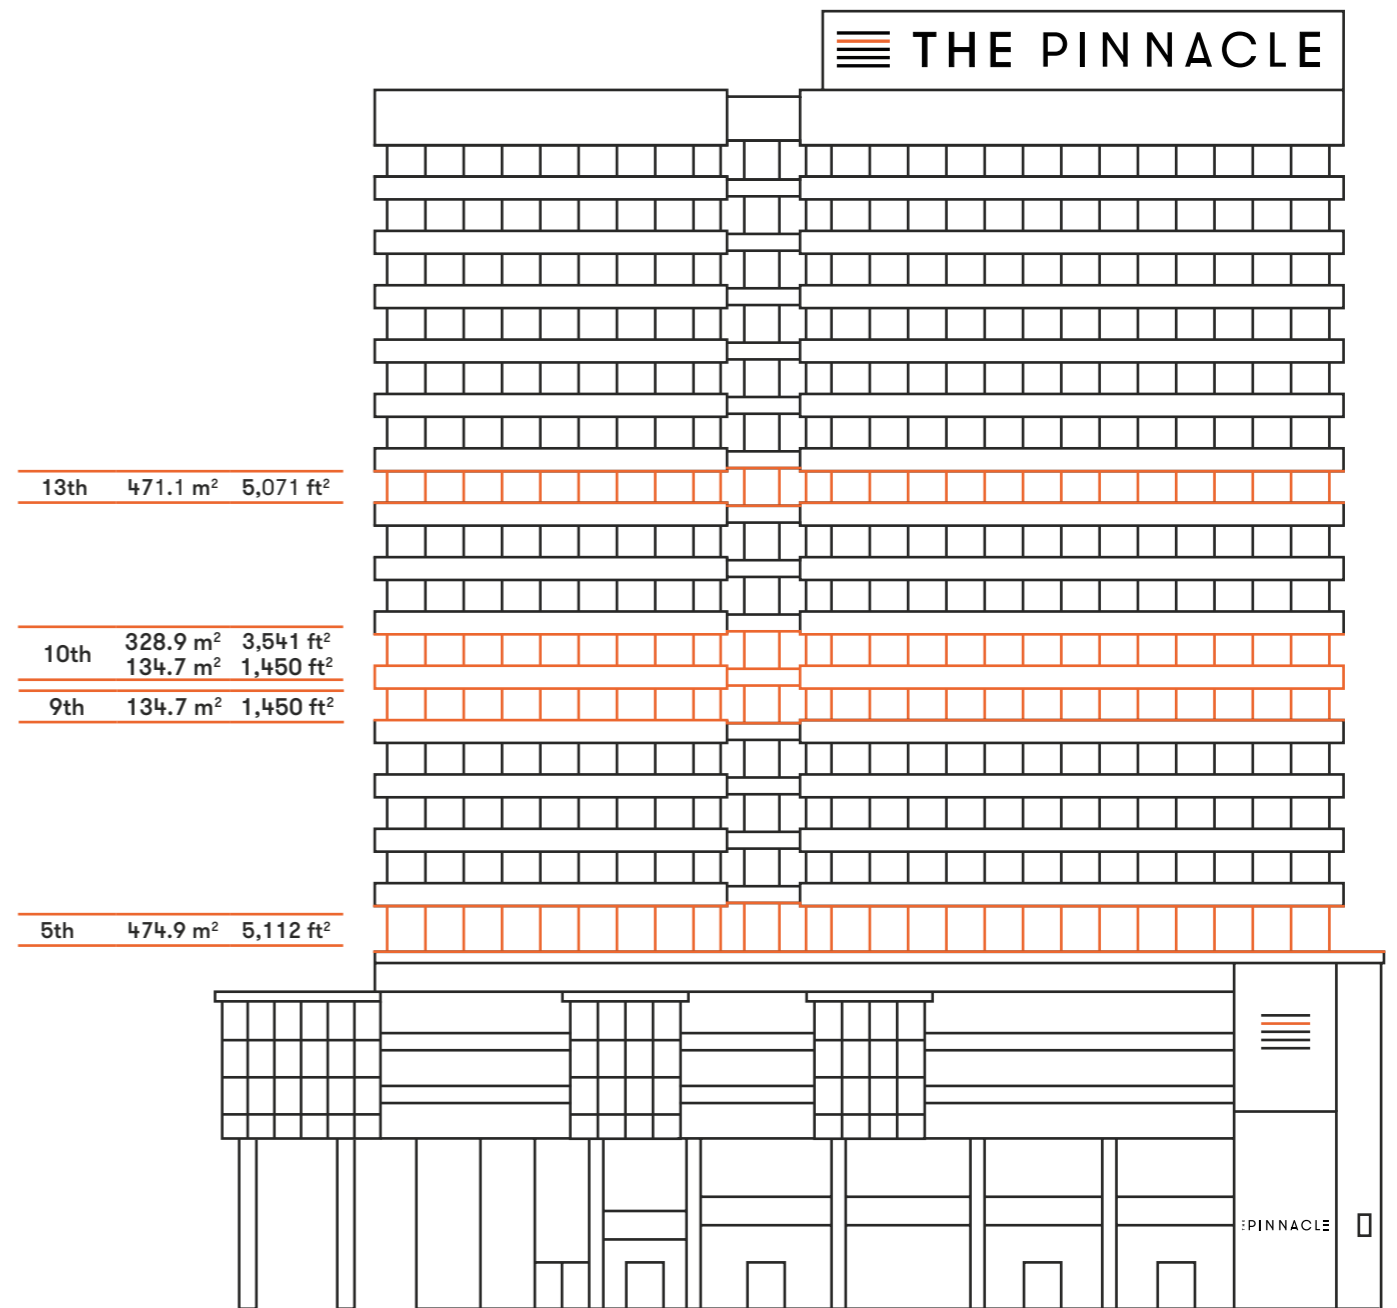 THE PINNACLE
13th 471.1 m² 5,071 ft²
10th 328.9 m² 3,541 ft²
134.7 m² 1,450 ft²
9th 134.7 m² 1,450 ft²
5th 474.9 m² 5,112 ft²
PINNACLE